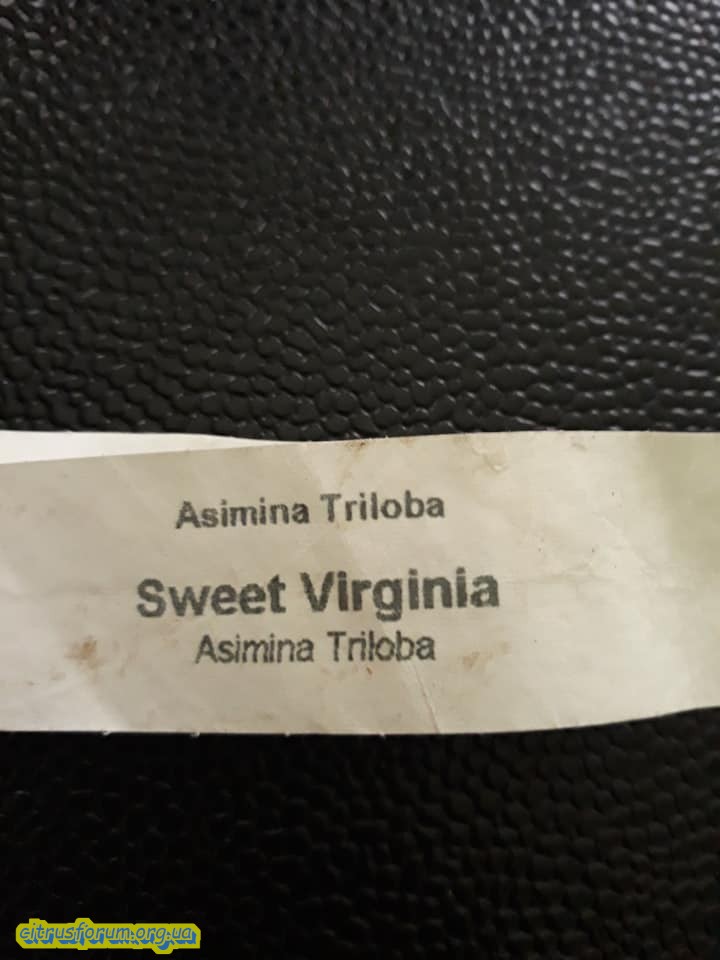 Asimina Triloba
Sweet Virginia
Asimina Triloba
citrusforum.org.ua